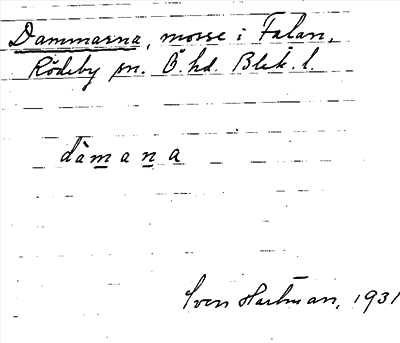 Dammarna, mosse i Falan,
Rödeby sn. Ö hd. Blek. l.
dàmana
Sven Hartman, 1931